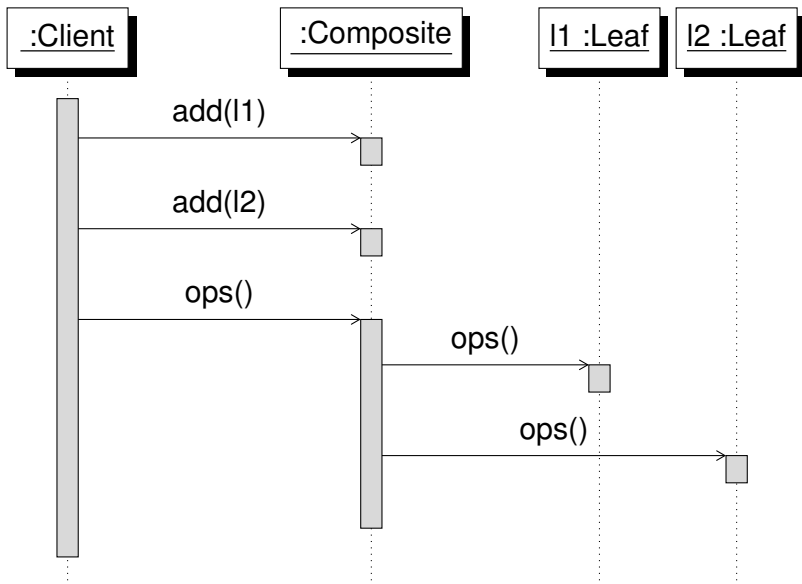 :Client
:Composite
l1 :Leaf
l2 :Leaf
add(l1)
add(l2)
ops()
ops()
ops()